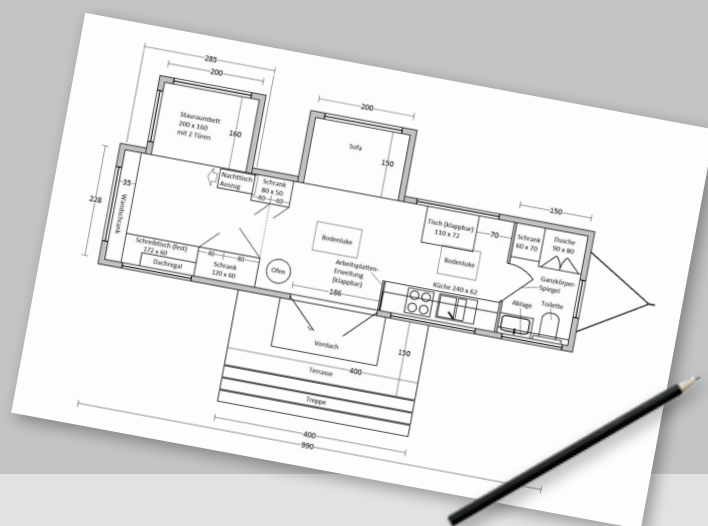 285
200
Stauraumbett
200 x 160
mit 2 Türen
160
200
Sofa
150
228
35
Wandschrank
Nachttisch
Auszug
Schrank
80 x 50
40
40
Schreibtisch (fest)
172 x 60
Dachregal
40
80
Schrank
120 x 60
Ofen
Bodenluke
Arbeitsplatten-
Erweitung
(klappbar)
186
Tisch (klappbar)
110 x 72
70
Bodenluke
Küche 240 x 62
150
Schrank
60 x 70
Dusche
90 x 80
Ganzkörper-
Spiegel
Ablage
Toilette
Vordach
150
Terrasse
400
Treppe
400
990